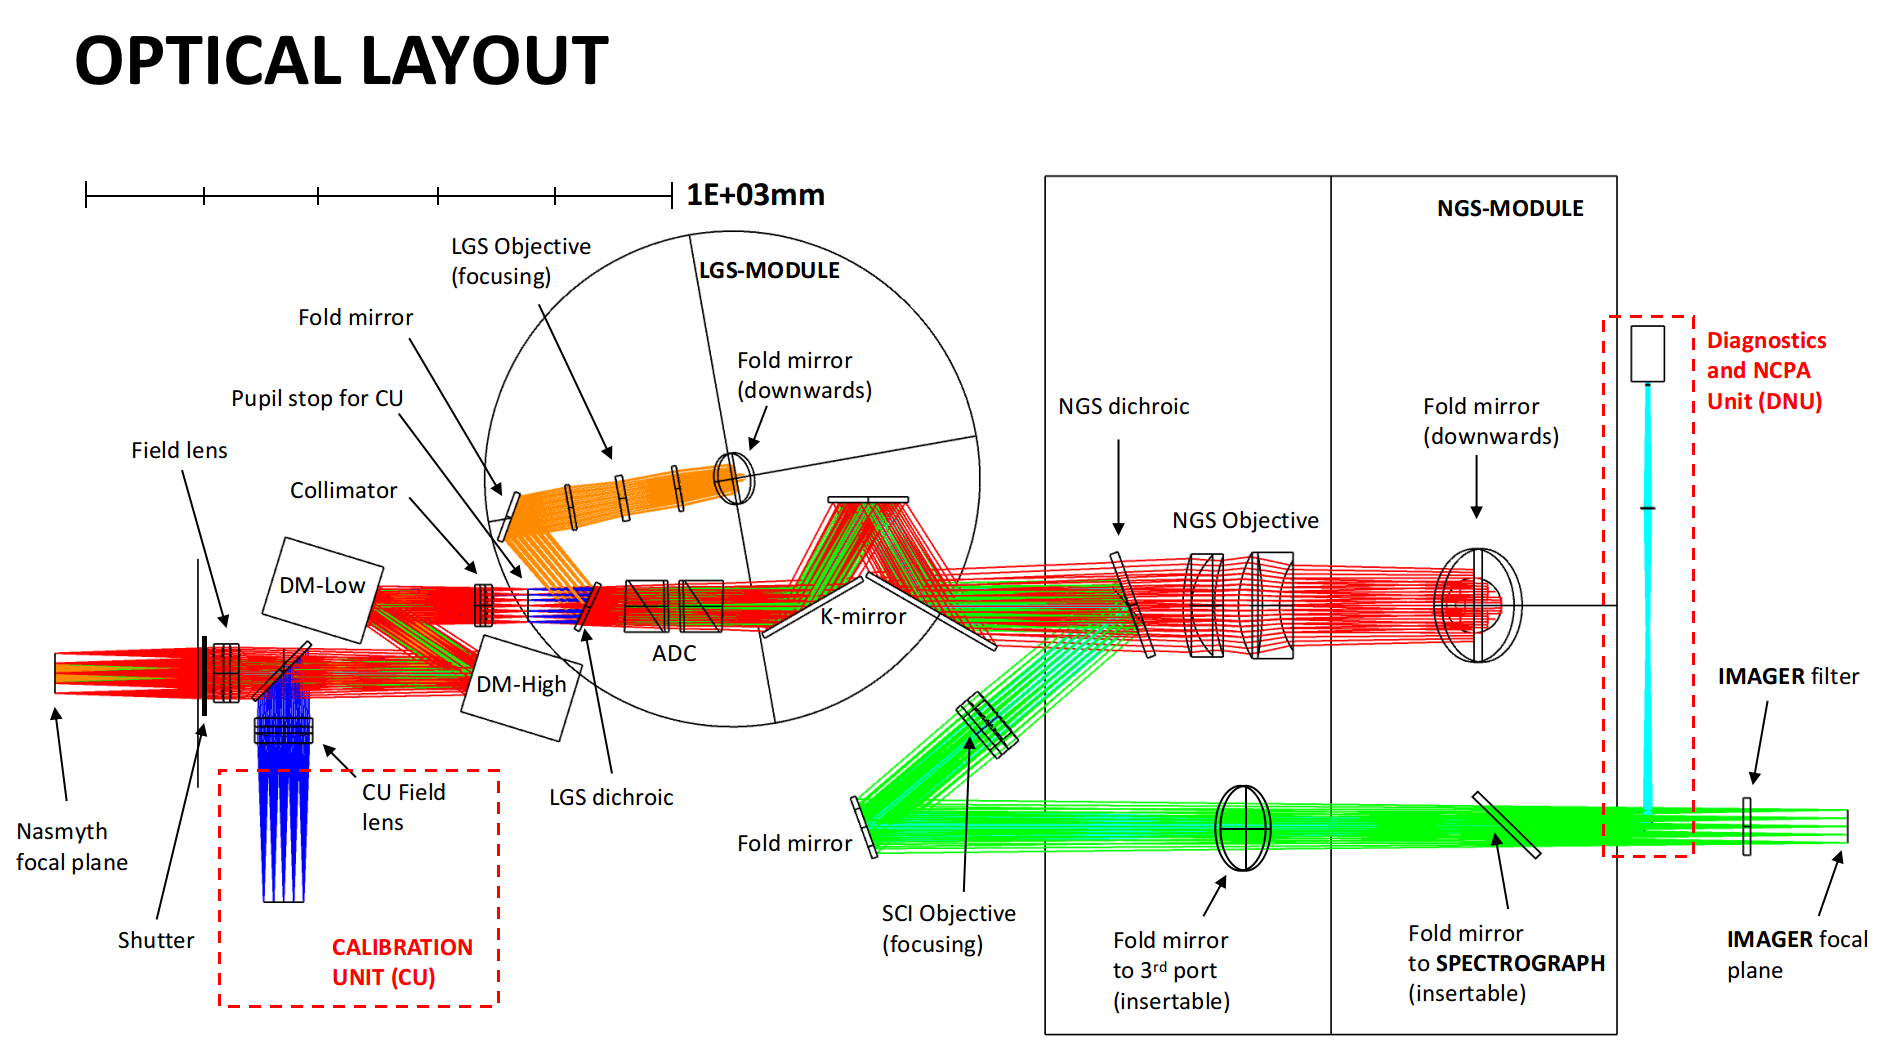 OPTICAL LAYOUT
1E+03mm
NGS-MODULE
LGS Objective
(focusing)
LGS-MODULE
Fold mirror
Fold mirror
(downwards)
Diagnostics
and NCPA
Unit (DNU)
Pupil stop for CU
NGS dichroic
Fold mirror
(downwards)
Field lens
Collimator
NGS Objective
DM-Low
K-mirror
ADC
DM-High
IMAGER filter
CU Field
lens
LGS dichroic
Nasmyth
focal plane
Fold mirror
SCI Objective
(focusing)
Shutter
CALIBRATION
UNIT (CU)
Fold mirror
to 3rd port
(insertable)
Fold mirror
to SPECTROGRAPH
(insertable)
IMAGER focal
plane